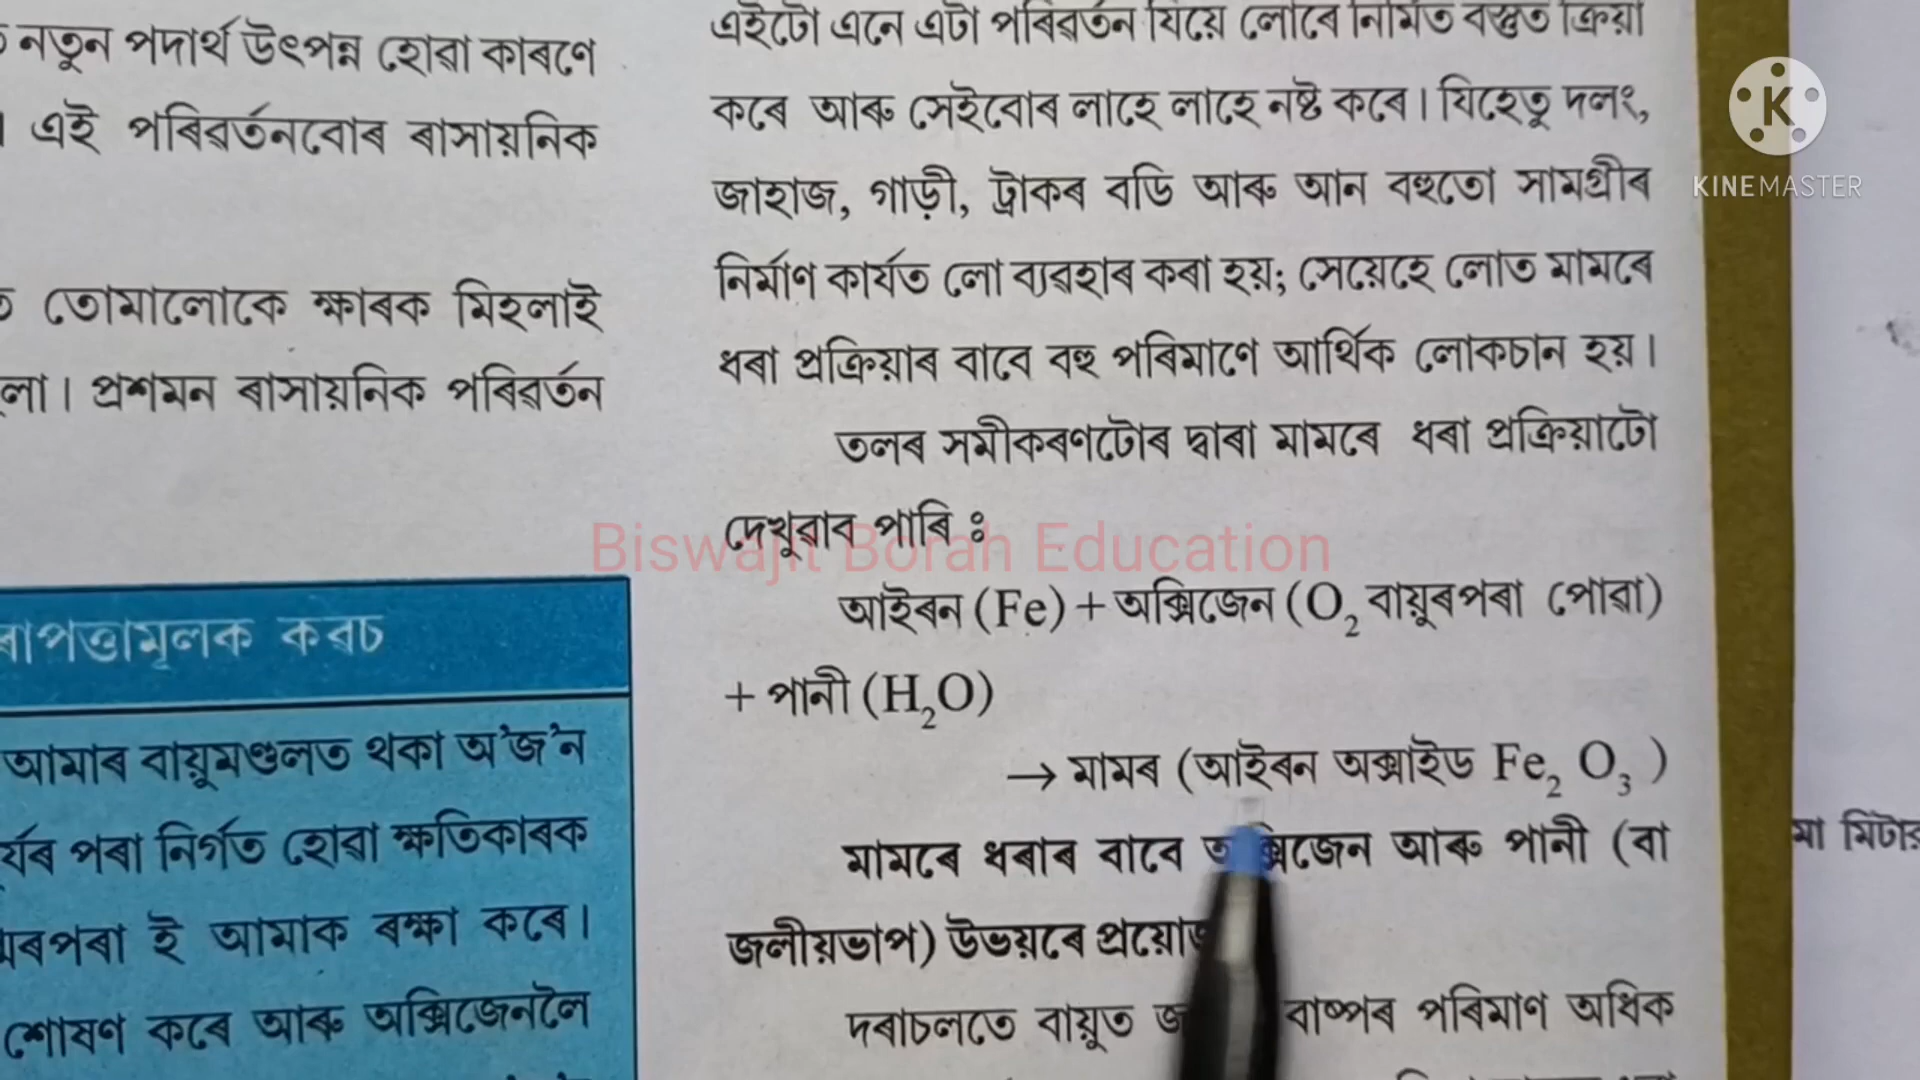 নতুন পদাৰ্থ উৎপন্ন হোৱা কাৰণে
। এই পৰিৱৰ্তনবোৰ ৰাসায়নিক
তোমালোকে ক্ষাৰক মিহলাই
লা। প্ৰশমন ৰাসায়নিক পৰিৱৰ্তন
ৰাপত্তামূলক কবচ
আমাৰ বায়ুমণ্ডলত থকা অ'জ'ন
ৰ্যৰ পৰা নিৰ্গত হোৱা ক্ষতিকাৰক
ৰপৰা ই আমাক ৰক্ষা কৰে।
শোষণ কৰে আৰু অক্সিজেনলৈ
এইটো এনে এটা পৰিৱৰ্তন যিয়ে লোৰে নিৰ্মিত বস্তুত ক্ৰিয়া
কৰে আৰু সেইবোৰ লাহে লাহে নষ্ট কৰে। যিহেতু দলং,
জাহাজ, গাড়ী, ট্ৰাকৰ বডি আৰু আন বহুতো সামগ্ৰীৰ
নিৰ্মাণ কাৰ্যত লো ব্যৱহাৰ কৰা হয়; সেয়েহে লোত মামৰে
ধৰা প্ৰক্ৰিয়াৰ বাবে বহু পৰিমাণে আৰ্থিক লোকচান হয়।
তলৰ সমীকৰণটোৰ দ্বাৰা মামৰে ধৰা প্ৰক্ৰিয়াটো
দেখুৱাব পাৰি ঃ
আইৰন (Fe) + অক্সিজেন (O₂ বায়ুৰপৰা পোৱা)
+ পানী (H₂O)
→ মামৰ (আইৰন অক্সাইড Fe₂ O₃ )
মামৰে ধৰাৰ বাবে অক্সিজেন আৰু পানী (বা
জলীয়ভাপ) উভয়ৰে
দৰাচলতে বায়ুত বাষ্পৰ পৰিমাণ অধিক
মা মিটাৰ
K
KINEMASTER
Biswajit Borah Education